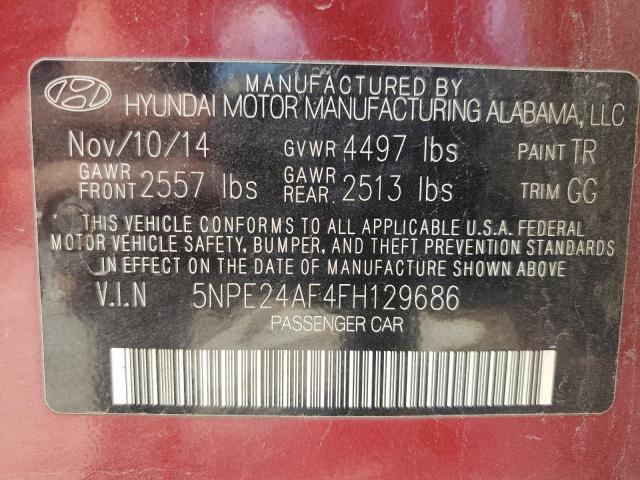 MANUFACTURED BY
HYUNDAI MOTOR MANUFACTURING ALABAMA, LLC
Nov/10/14 GVWR 4497 lbs PAINT TR
GAWR FRONT 2557 lbs GAWR REAR. 2513 lbs TRIM GG
THIS VEHICLE CONFORMS TO ALL APPLICABLE U.S.A. FEDERAL
MOTOR VEHICLE SAFETY, BUMPER, AND THEFT PREVENTION STANDARDS
IN EFFECT ON THE DATE OF MANUFACTURE SHOWN ABOVE
V.I.N 5NPE24AF4FH129686
PASSENGER CAR